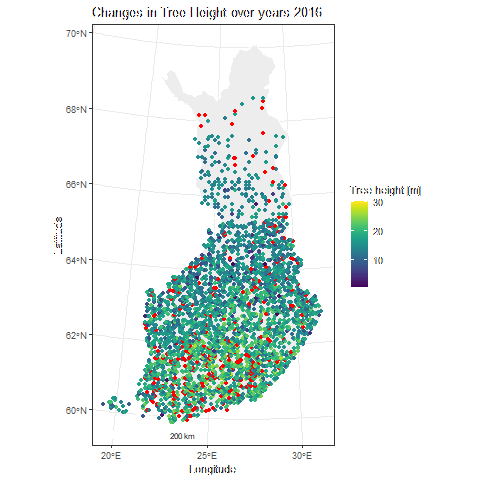 Changes in Tree Height over years 2016
70°N
68°N
66°N
64°N
62°N
60°N
Latitude
200 km
20°E
25°E
30°E
Longitude
Tree height [m]
30
20
10